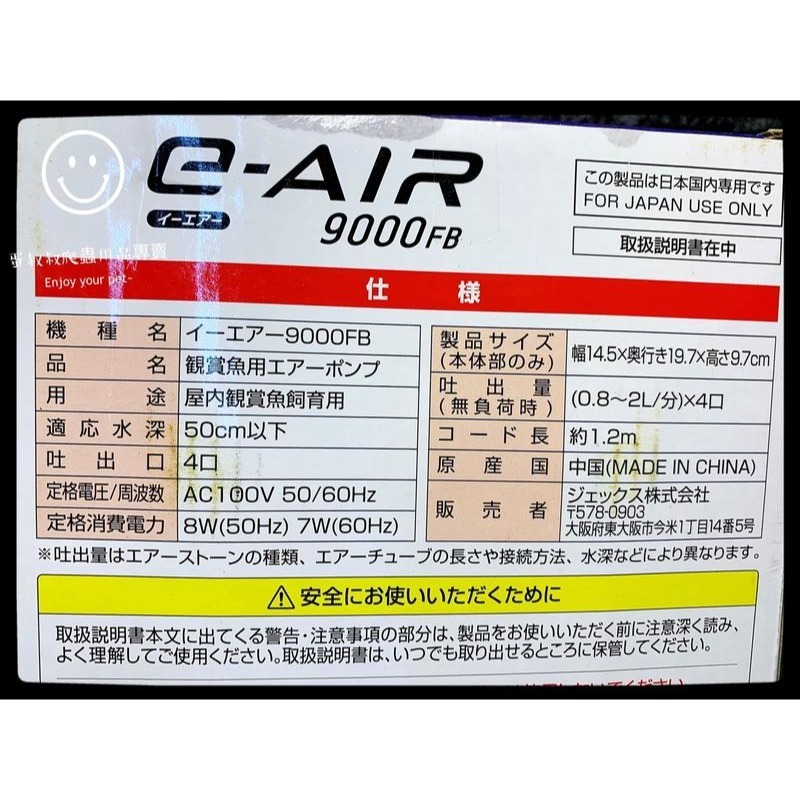 e-AIR
イーエアー
9000FB
この製品は日本国内専用です
FOR JAPAN USE ONLY
取扱説明書在中
爬蟲用品專賣
Enjoy your pet~
仕様
機種名 イーエアー9000FB
品名 観賞魚用エアーポンプ
用途 屋内観賞魚飼育用
適応水深 50cm以下
吐出口 4口
定格電圧/周波数 AC100V 50/60Hz
定格消費電力 8W(50Hz) 7W(60Hz)
製品サイズ
(本体部のみ) 幅14.5×奥行き19.7×高さ9.7cm
吐出量
(無負荷時) (0.8~2L/分)×4口
コード長 約1.2m
原産国 中国(MADE IN CHINA)
販売者 ジェックス株式会社
〒578-0903
大阪府東大阪市今米1丁目14番5号
※吐出量はエアーストーンの種類、エアーチューブの長さや接続方法、水深などにより異なります。
安全にお使いいただくために
取扱説明書本文に出てくる警告・注意事項の部分は、製品をお使いいただく前に注意深く読み、
よく理解してご使用ください。取扱説明書は、いつでも取り出せるところに保管してください。